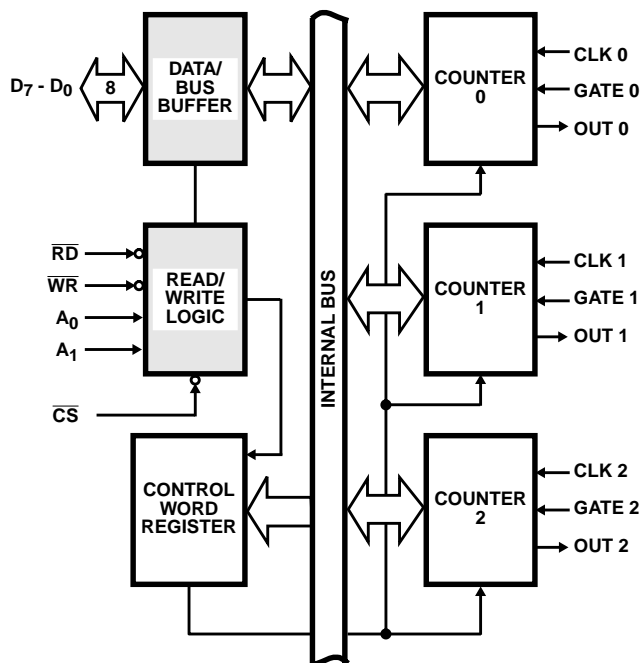 D7 - D0
8
DATA/
BUS
BUFFER
RD
WR
A0
A1
CS
READ/
WRITE
LOGIC
CONTROL
WORD
REGISTER
INTERNAL BUS
COUNTER
0
CLK 0
GATE 0
OUT 0
COUNTER
1
CLK 1
GATE 1
OUT 1
COUNTER
2
CLK 2
GATE 2
OUT 2